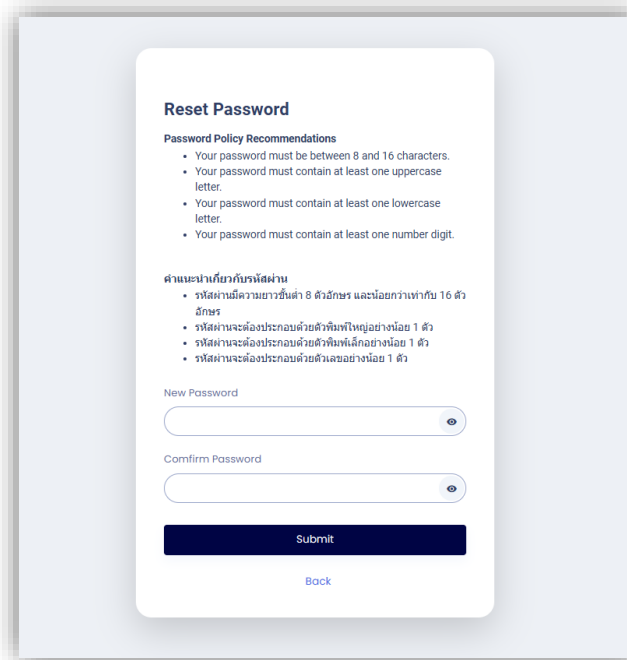 Reset Password
Password Policy Recommendations
• Your password must be between 8 and 16 characters.
• Your password must contain at least one uppercase
letter.
• Your password must contain at least one lowercase
letter.
• Your password must contain at least one number digit.
คำแนะนำเกี่ยวกับรหัสผ่าน
• รหัสผ่านมีความยาวขั้นต่ำ 8 ตัวอักษร และน้อยกว่าเท่ากับ 16 ตัว
อักษร
• รหัสผ่านจะต้องประกอบด้วยตัวพิมพ์ใหญ่อย่างน้อย 1 ตัว
• รหัสผ่านจะต้องประกอบด้วยตัวพิมพ์เล็กอย่างน้อย 1 ตัว
• รหัสผ่านจะต้องประกอบด้วยตัวเลขอย่างน้อย 1 ตัว
New Password
Comfirm Password
Submit
Back